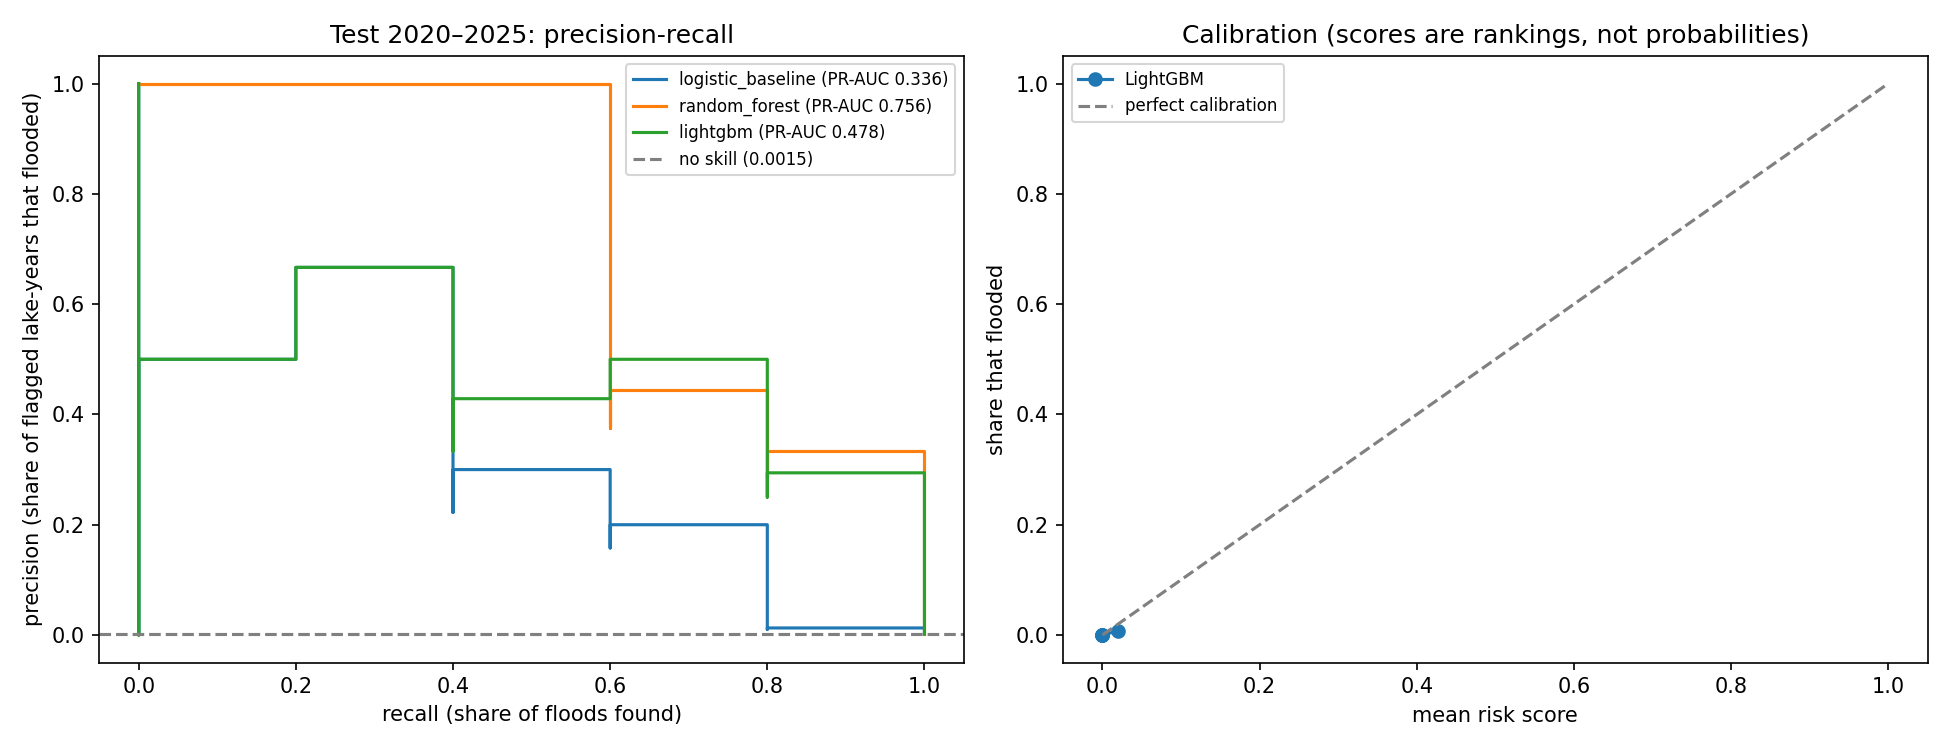 Test 2020–2025: precision-recall
precision (share of flagged lake-years that flooded)
1.0
0.8
0.6
0.4
0.2
0.0
logistic_baseline (PR-AUC 0.336)
random_forest (PR-AUC 0.756)
lightgbm (PR-AUC 0.478)
no skill (0.0015)
0.0 0.2 0.4 0.6 0.8 1.0
recall (share of floods found)
Calibration (scores are rankings, not probabilities)
share that flooded
1.0
0.8
0.6
0.4
0.2
0.0
LightGBM
perfect calibration
0.0 0.2 0.4 0.6 0.8 1.0
mean risk score